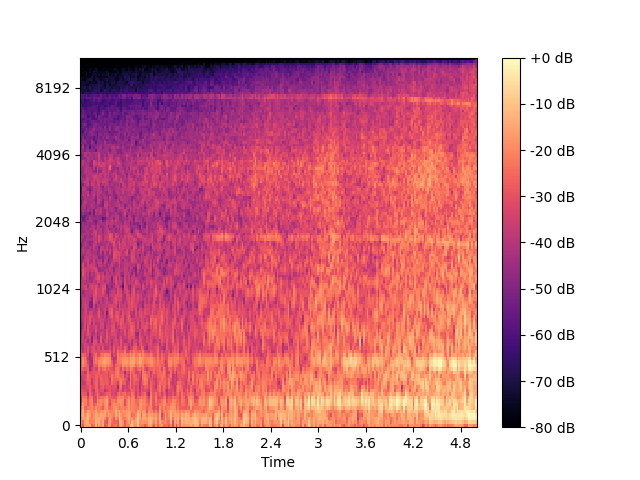 8192
4096
2048
1024
512
0
Hz
0 0.6 1.2 1.8 2.4 3 3.6 4.2 4.8
Time
+0 dB
-10 dB
-20 dB
-30 dB
-40 dB
-50 dB
-60 dB
-70 dB
-80 dB